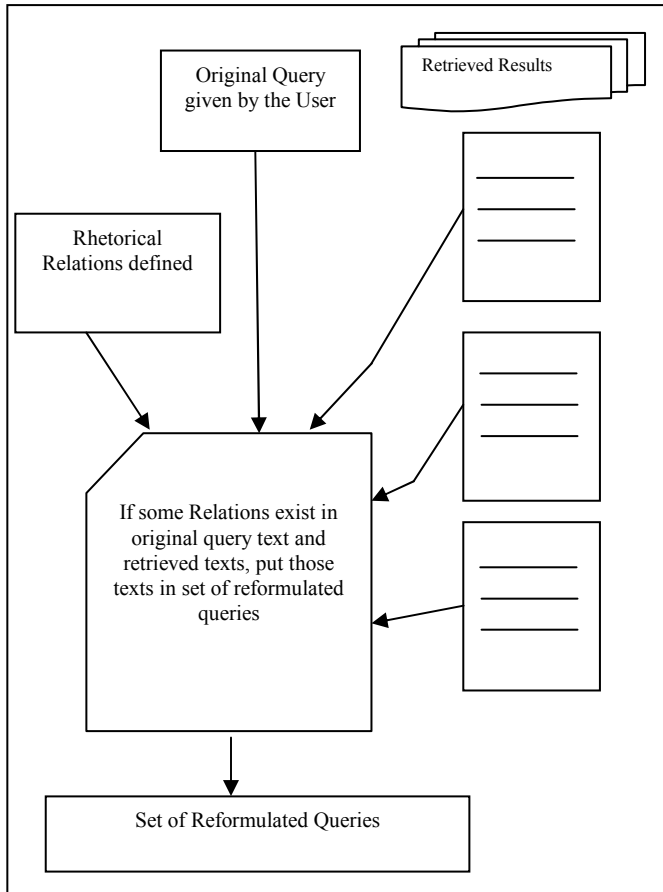 Original Query
given by the User
Retrieved Results
Rhetorical
Relations defined
If some Relations exist in
original query text and
retrieved texts, put those
texts in set of reformulated
queries
Set of Reformulated Queries